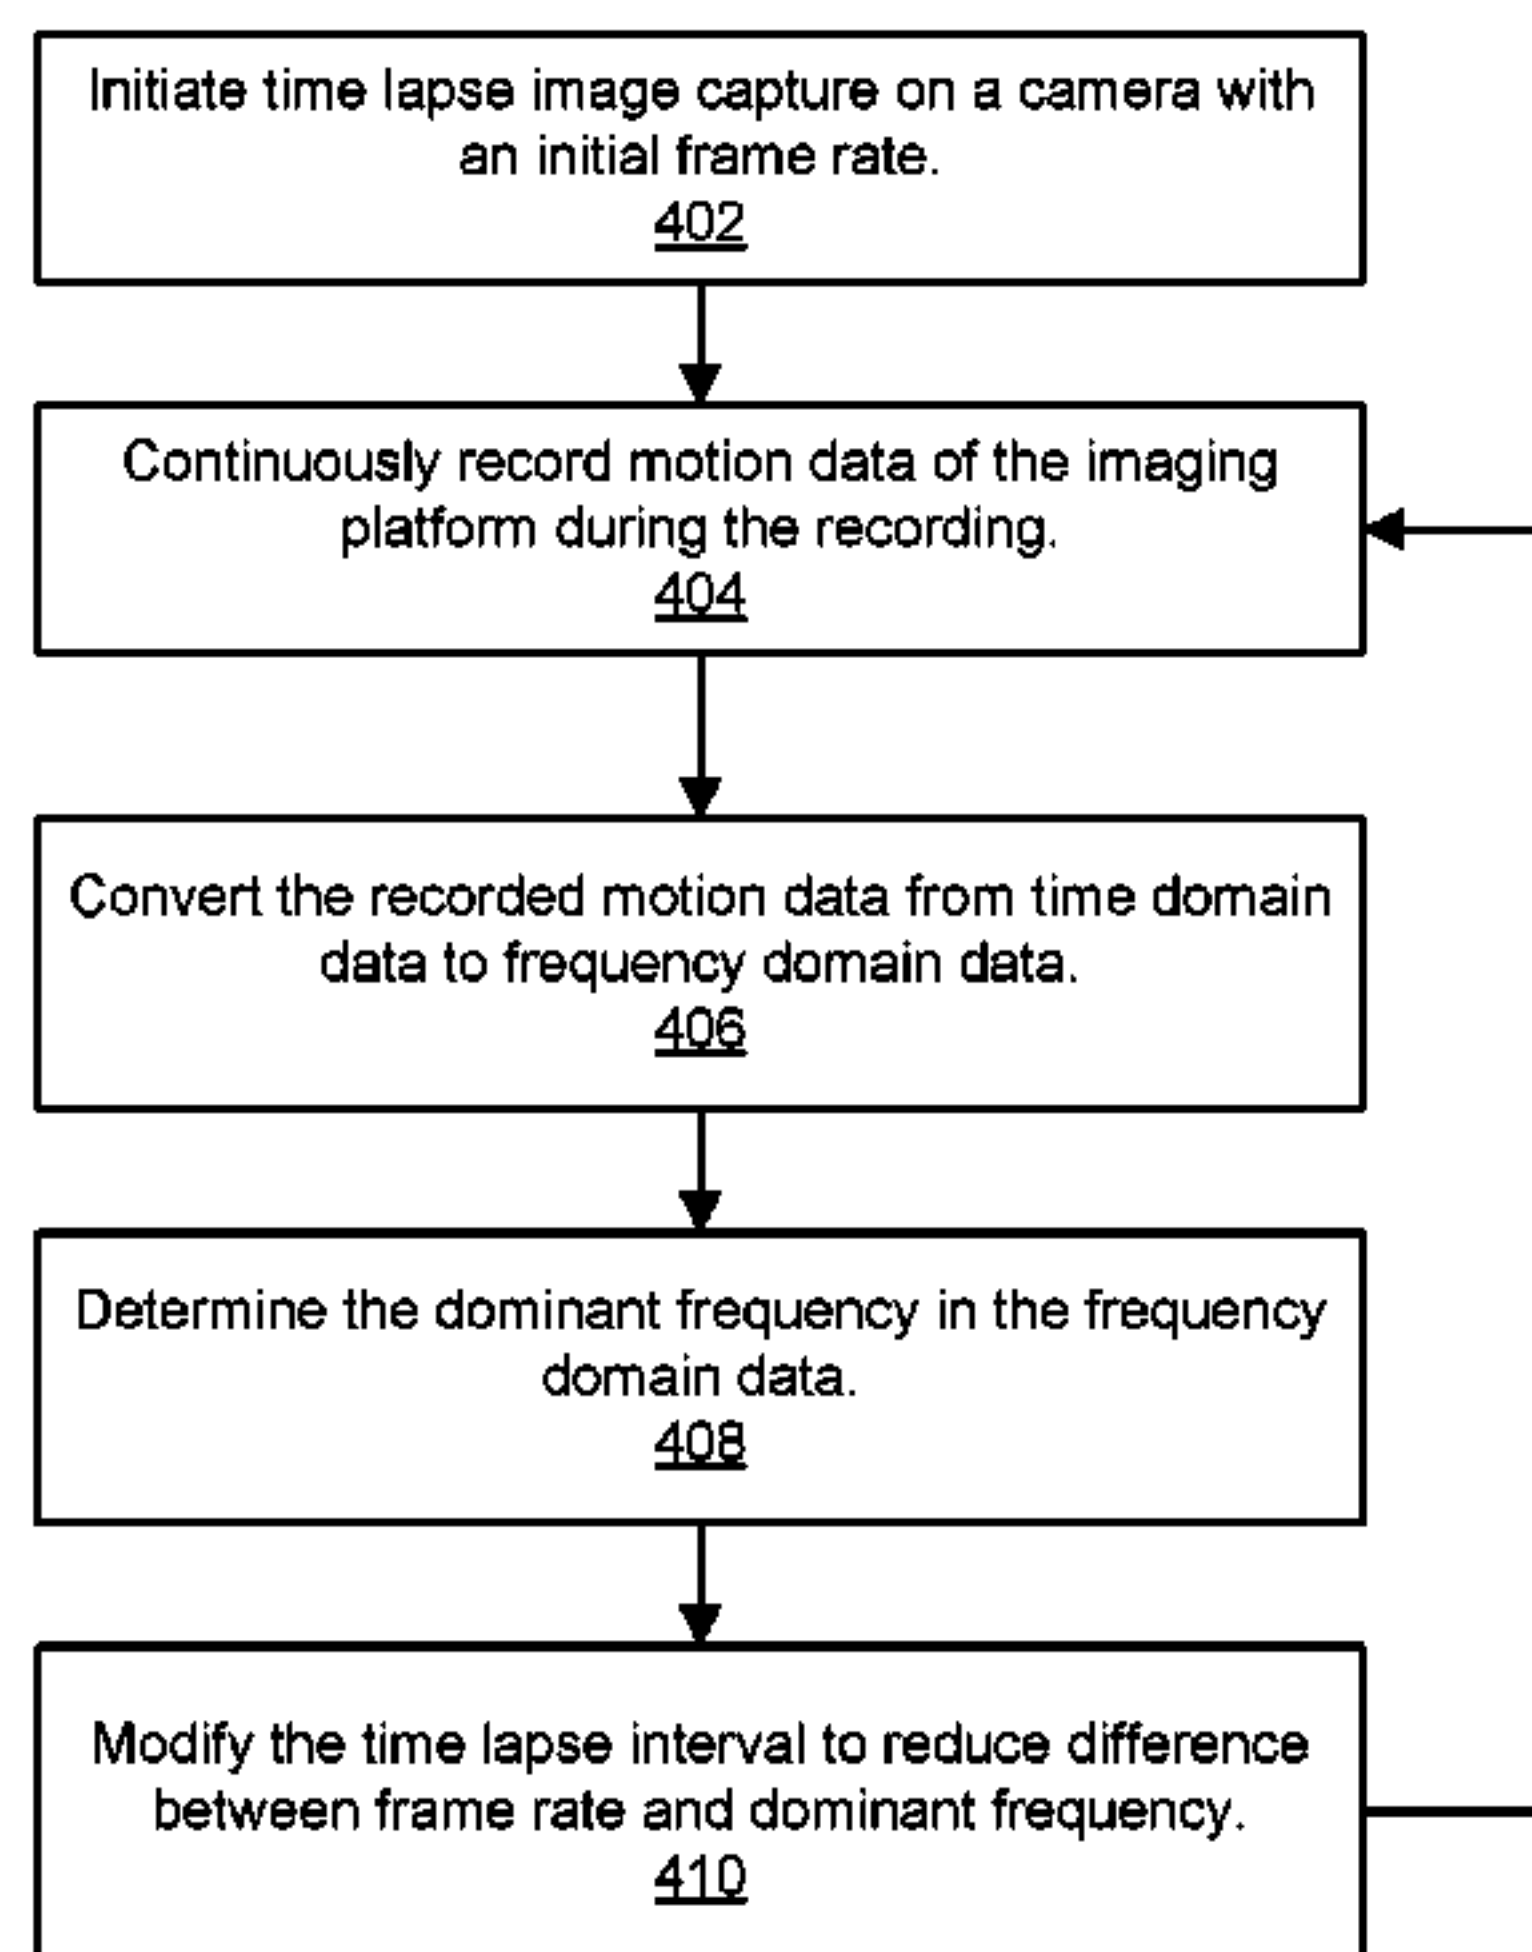 Initiate time lapse image capture on a camera with
an initial frame rate.
402
Continuously record motion data of the imaging
platform during the recording.
404
Convert the recorded motion data from time domain
data to frequency domain data.
406
Determine the dominant frequency in the frequency
domain data.
408
Modify the time lapse interval to reduce difference
between frame rate and dominant frequency.
410